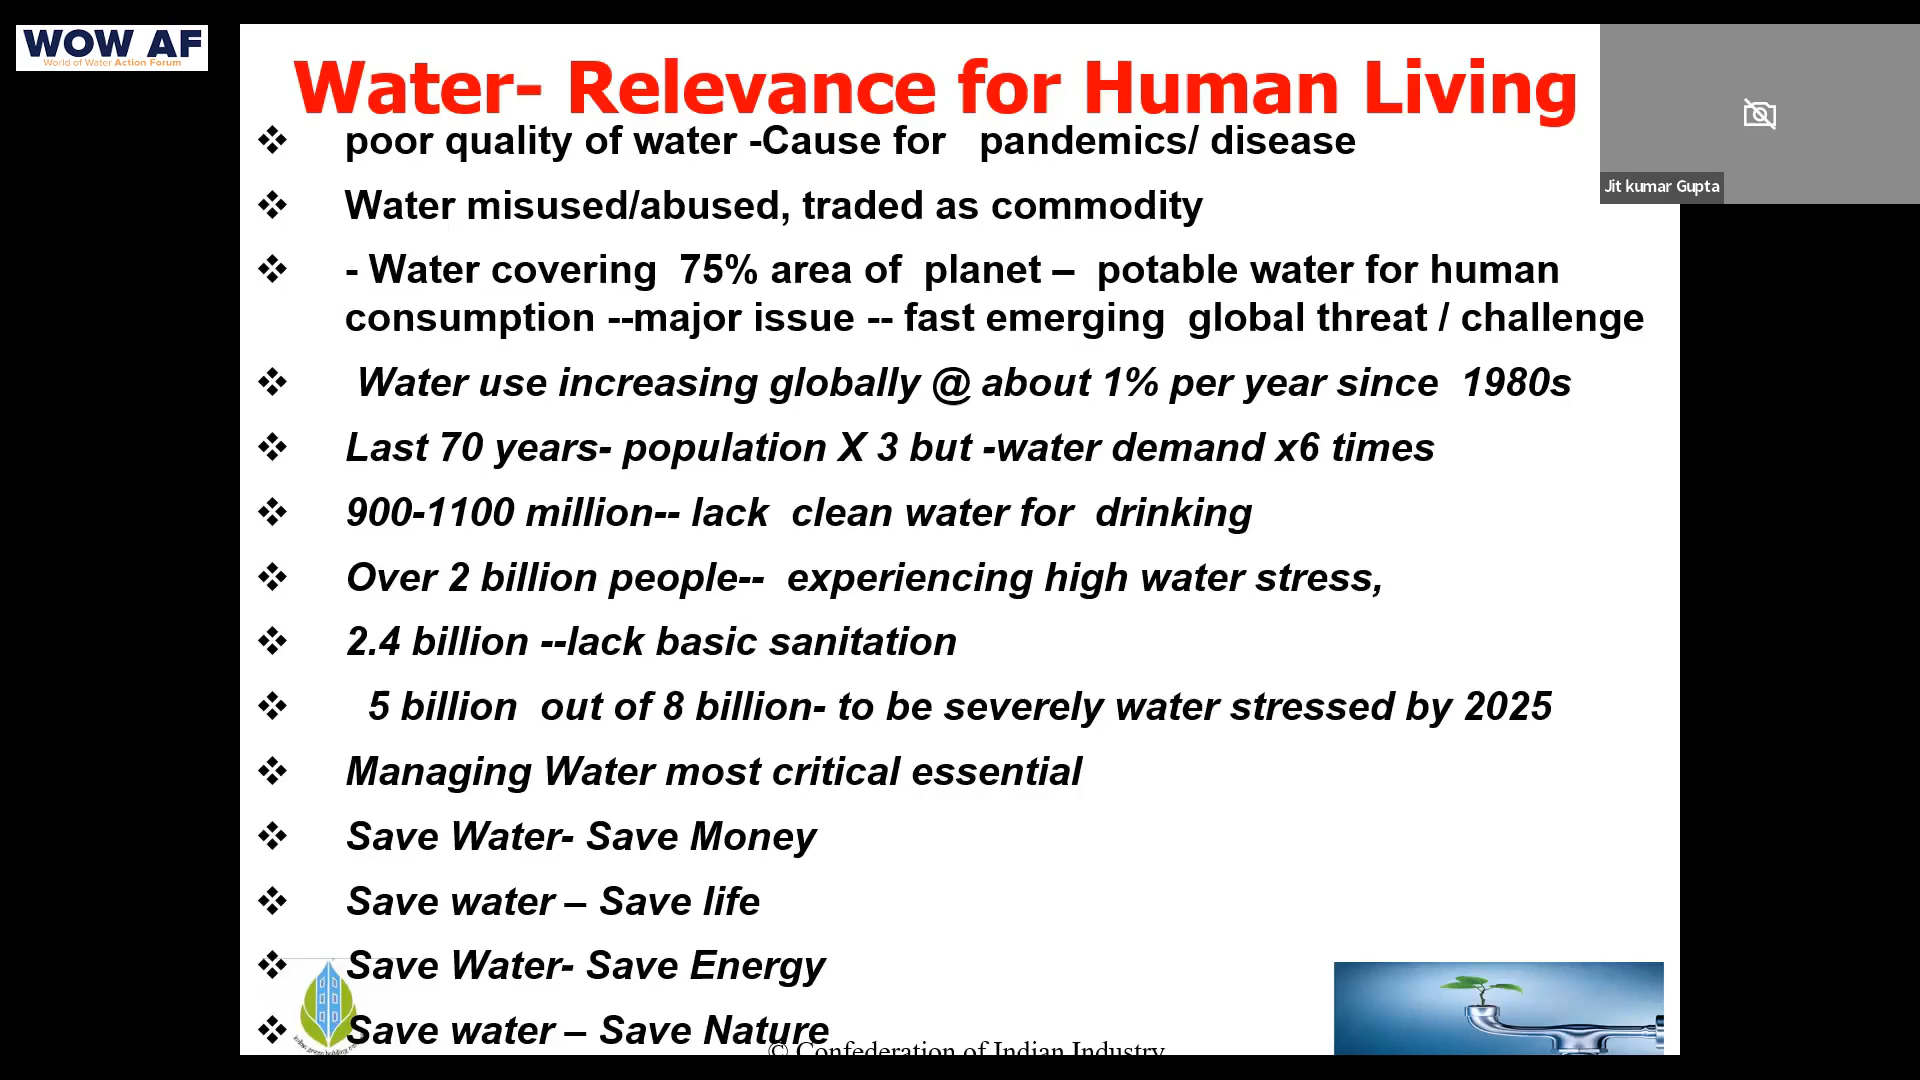 WOW AF
World of Water Action Forum
Water- Relevance for Human Living
Jit kumar Gupta
❖ poor quality of water -Cause for pandemics/ disease
❖ Water misused/abused, traded as commodity
❖ - Water covering 75% area of planet – potable water for human
consumption --major issue -- fast emerging global threat / challenge
❖ Water use increasing globally @ about 1% per year since 1980s
❖ Last 70 years- population X 3 but -water demand x6 times
❖ 900-1100 million-- lack clean water for drinking
❖ Over 2 billion people-- experiencing high water stress,
❖ 2.4 billion --lack basic sanitation
❖ 5 billion out of 8 billion- to be severely water stressed by 2025
❖ Managing Water most critical essential
❖ Save Water- Save Money
❖ Save water – Save life
❖ Save Water- Save Energy
❖ Save water – Save Nature
© Confederation of Indian Industry